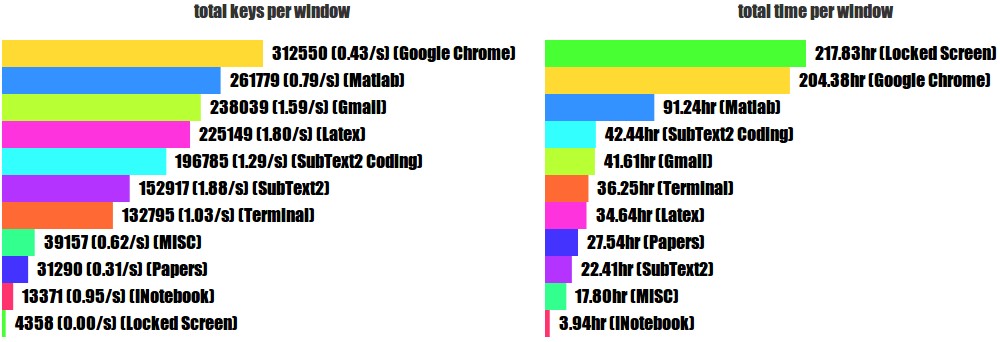 total keys per window
312550 (0.43/s) (Google Chrome)
261779 (0.79/s) (Matlab)
238039 (1.59/s) (Gmail)
225149 (1.80/s) (Latex)
196785 (1.29/s) (SubText2 Coding)
152917 (1.88/s) (SubText2)
132795 (1.03/s) (Terminal)
39157 (0.62/s) (MISC)
31290 (0.31/s) (Papers)
13371 (0.95/s) (INotebook)
4358 (0.00/s) (Locked Screen)
total time per window
217.83hr (Locked Screen)
204.38hr (Google Chrome)
91.24hr (Matlab)
42.44hr (SubText2 Coding)
41.61hr (Gmail)
36.25hr (Terminal)
34.64hr (Latex)
27.54hr (Papers)
22.41hr (SubText2)
17.80hr (MISC)
3.94hr (INotebook)